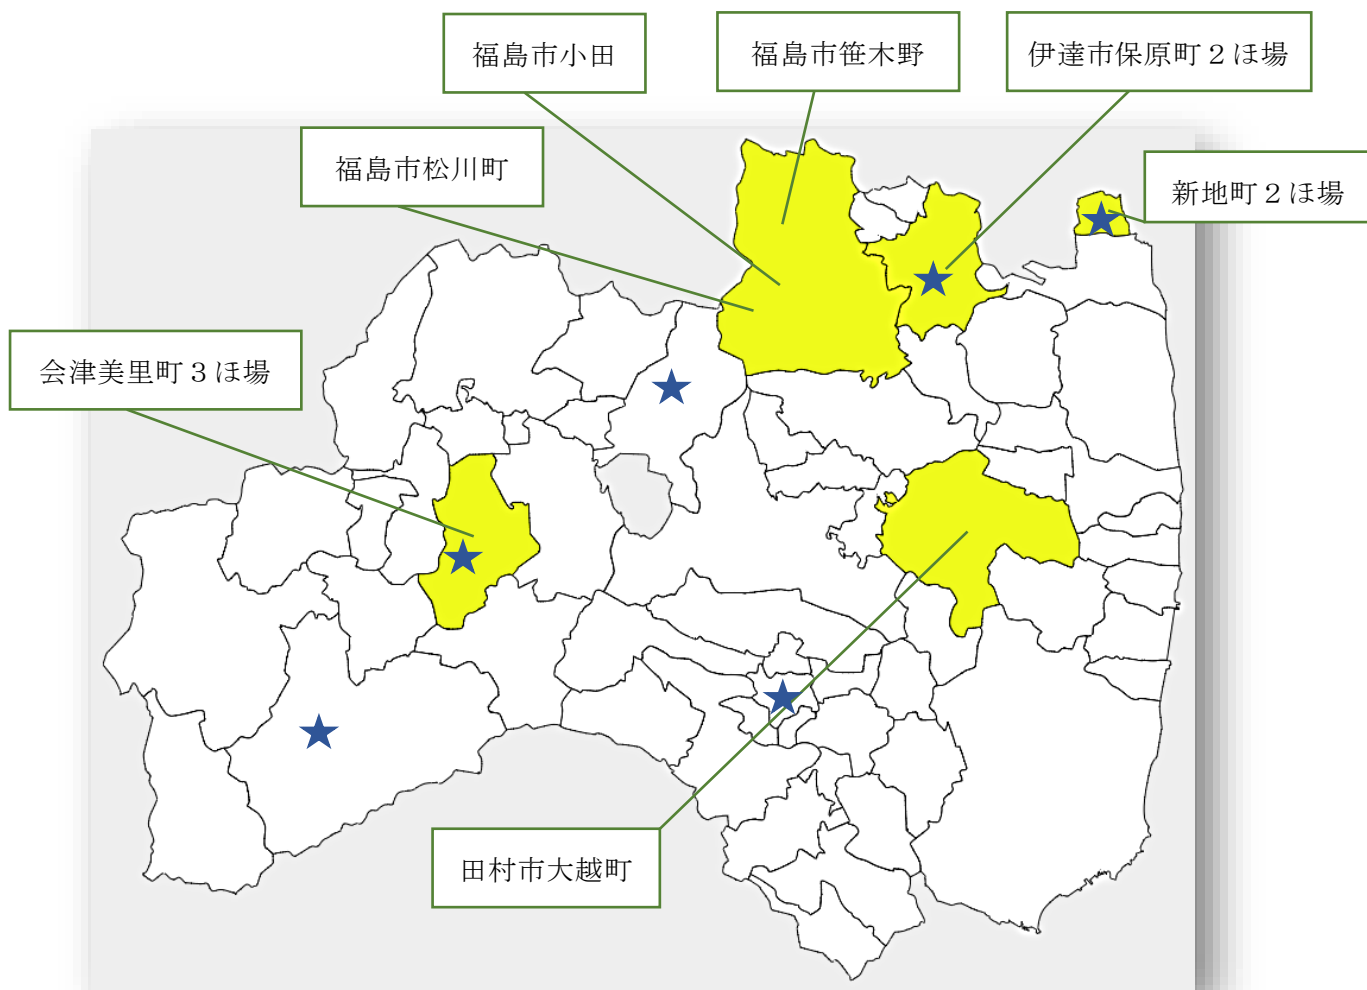 福島市小田
福島市笹木野
伊達市保原町２ほ場
福島市松川町
新地町２ほ場
会津美里町３ほ場
田村市大越町